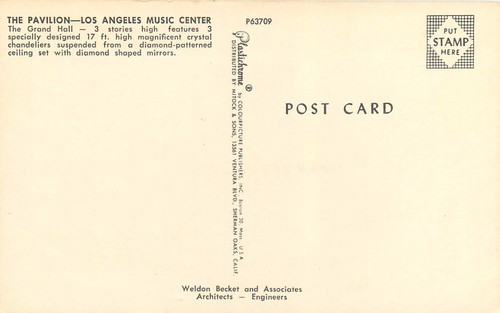 THE PAVILION—LOS ANGELES MUSIC CENTER
The Grand Hall — 3 stories high features 3
specially designed 17 ft. high magnificent crystal
chandeliers suspended from a diamond-patterned
ceiling set with diamond shaped mirrors.
P63709
Plastichrome ® by COLOURPICTURE PUBLISHERS, INC., Boston 30, Mass. U.S.A.
DISTRIBUTED BY MITOCK & SONS, 13561 VENTURA BLVD., SHERMAN OAKS, CALIF.
PUT
STAMP
HERE
POST CARD
Weldon Becket and Associates
Architects — Engineers